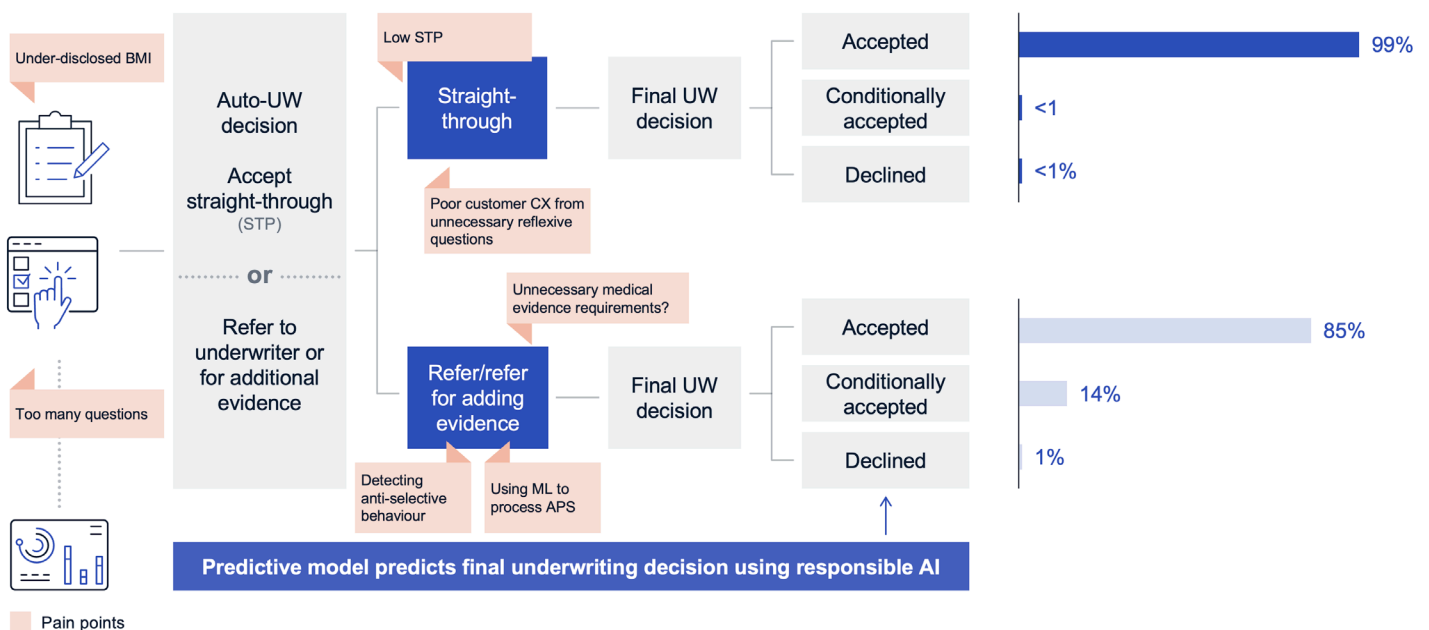 Under-disclosed BMI
Too many questions
Auto-UW
decision
Accept
straight-through
(STP)
or
Refer to
underwriter or
for additional
evidence
Low STP
Straight-
through
Poor customer CX from
unnecessary reflexive
questions
Final UW
decision
Accepted
Conditionally
accepted
Declined
99%
<1
<1%
Unnecessary medical
evidence requirements?
Refer/refer
for adding
evidence
Detecting
anti-selective
behaviour
Using ML to
process APS
Final UW
decision
Accepted
Conditionally
accepted
Declined
85%
14%
1%
Predictive model predicts final underwriting decision using responsible AI
Pain points